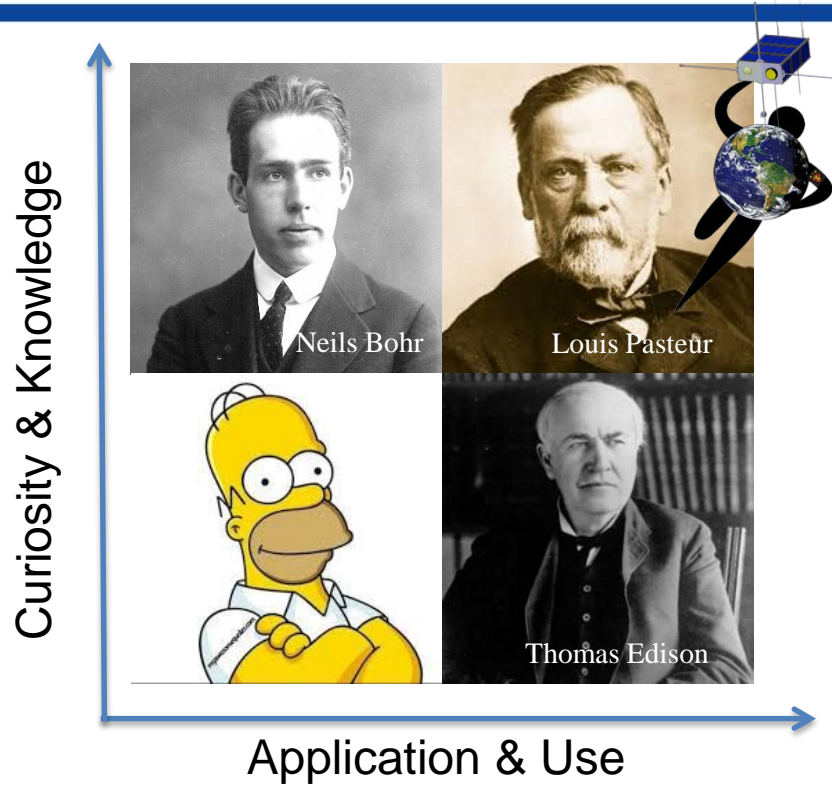 Curiosity & Knowledge
Neils Bohr
Louis Pasteur
Thomas Edison
Application & Use